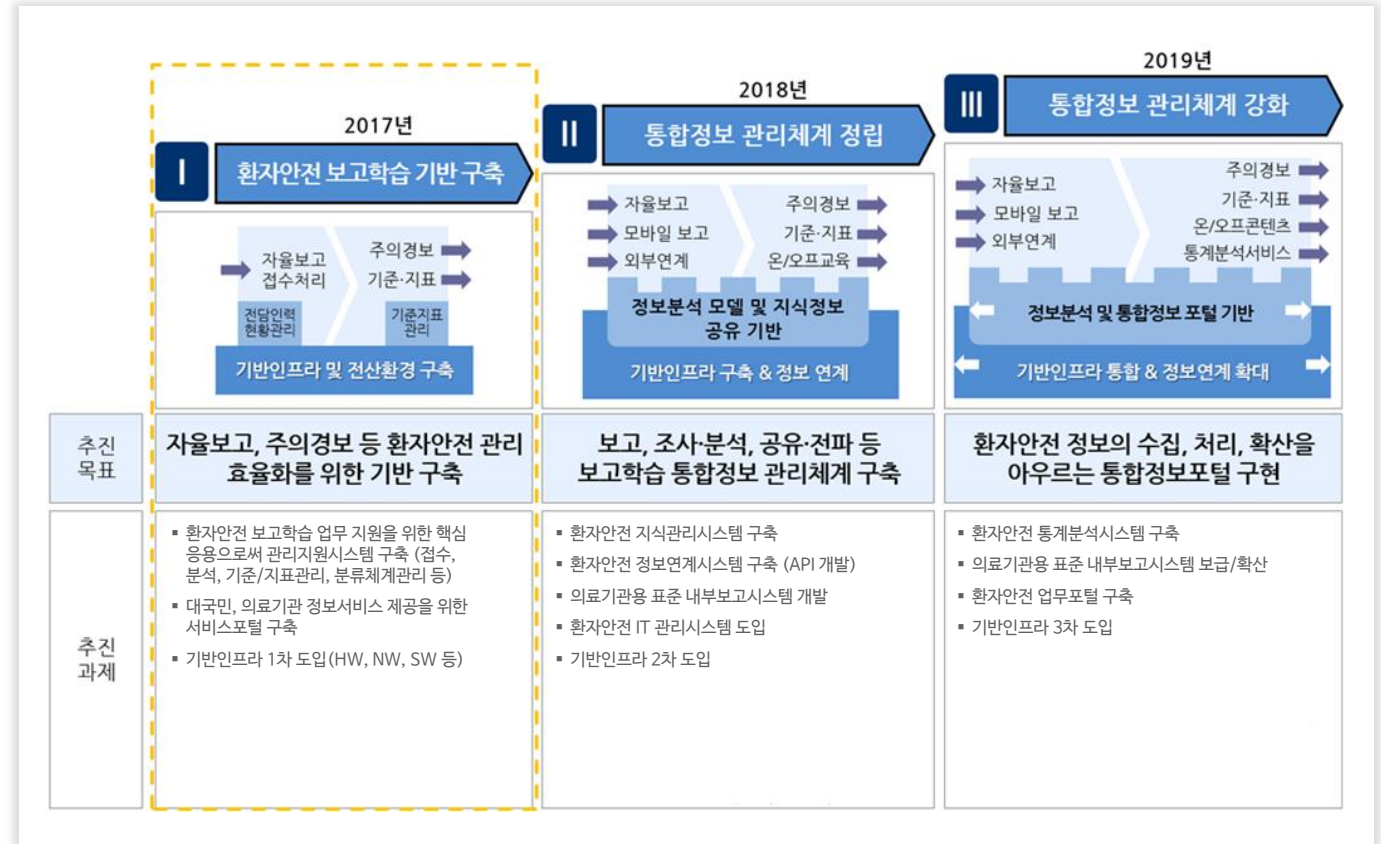 2017년
I
환자안전 보고학습 기반 구축
자율보고
접수처리
주의경보
기준·지표
전담인력
현황관리
기준지표
관리
기반인프라 및 전산환경 구축
2018년
II
통합정보 관리체계 정립
자율보고
모바일 보고
외부연계
주의경보
기준·지표
온/오프교육
정보분석 모델 및 지식정보
공유 기반
기반인프라 구축 & 정보 연계
2019년
III
통합정보 관리체계 강화
자율보고
모바일 보고
외부연계
주의경보
기준·지표
온/오프콘텐츠
통계분석서비스
정보분석 및 통합정보 포털 기반
기반인프라 통합 & 정보연계 확대
추진
목표
자율보고, 주의경보 등 환자안전 관리
효율화를 위한 기반 구축
보고, 조사·분석, 공유·전파 등
보고학습 통합정보 관리체계 구축
환자안전 정보의 수집, 처리, 확산을
아우르는 통합정보포털 구현
추진
과제
▪ 환자안전 보고학습 업무 지원을 위한 핵심
응용으로써 관리지원시스템 구축 (접수,
분석, 기준/지표관리, 분류체계관리 등)
▪ 대국민, 의료기관 정보서비스 제공을 위한
서비스포털 구축
▪ 기반인프라 1차 도입(HW, NW, SW 등)
▪ 환자안전 지식관리시스템 구축
▪ 환자안전 정보연계시스템 구축 (API 개발)
▪ 의료기관용 표준 내부보고시스템 개발
▪ 환자안전 IT 관리시스템 도입
▪ 기반인프라 2차 도입
▪ 환자안전 통계분석시스템 구축
▪ 의료기관용 표준 내부보고시스템 보급/확산
▪ 환자안전 업무포털 구축
▪ 기반인프라 3차 도입